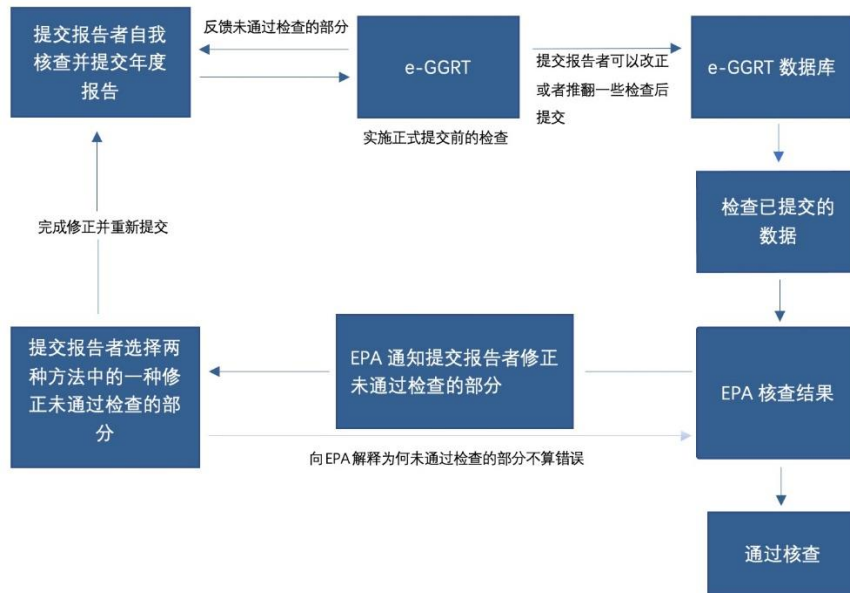 提交报告者自我
核查并提交年度
报告
反馈未通过检查的部分
e-GGRT
实施正式提交前的检查
提交报告者可以改正
或者推翻一些检查后
提交
e-GGRT 数据库
检查已提交的
数据
完成修正并重新提交
提交报告者选择两
种方法中的一种修
正未通过检查的部
分
EPA 通知提交报告者修正
未通过检查的部分
EPA 核查结果
向EPA解释为何未通过检查的部分不算错误
通过核查